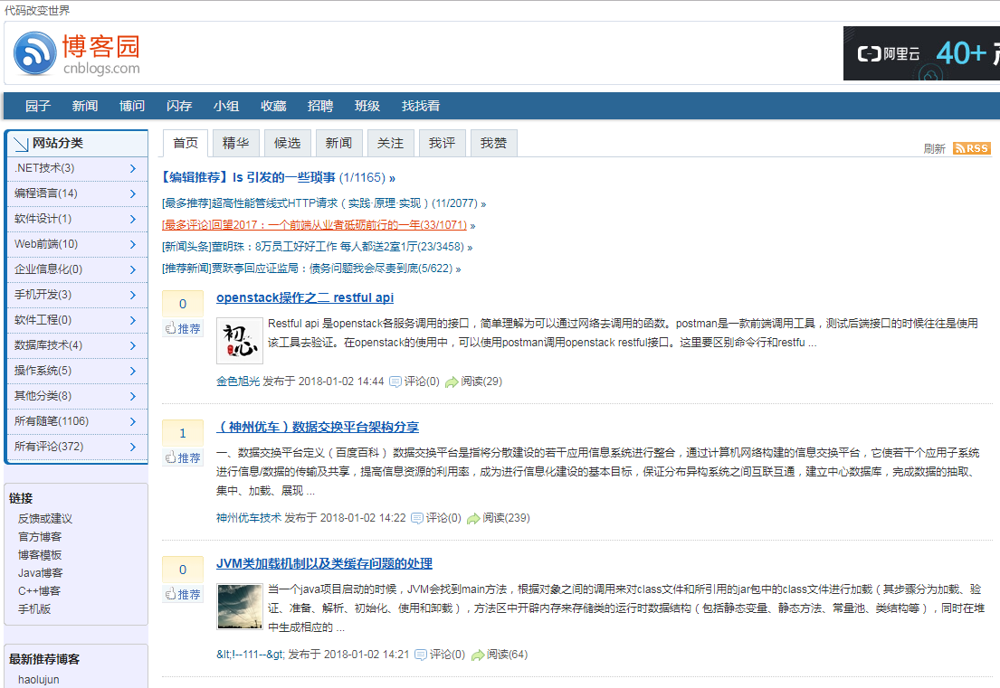 代码改变世界
博客园
cnblogs.com
阿里云 40+
园子 新闻 博问 闪存 小组 收藏 招聘 班级 找找看
网站分类
.NET技术(3)
编程语言(14)
软件设计(1)
Web前端(10)
企业信息化(0)
手机开发(3)
软件工程(0)
数据库技术(4)
操作系统(5)
其他分类(8)
所有随笔(1106)
所有评论(372)
链接
反馈或建议
官方博客
博客模板
Java博客
C++博客
手机版
最新推荐博客
haolujun
首页 精华 候选 新闻 关注 我评 我赞
刷新 RSS
【编辑推荐】ls 引发的一些琐事 (1/1165) »
[最多推荐]超高性能管线式HTTP请求（实践·原理·实现）(11/2077) »
[最多评论]回望2017：一个前端从业者砥砺前行的一年(33/1071) »
[新闻头条]董明珠：8万员工好好工作 每人都送2室1厅(23/3458) »
[推荐新闻]贾跃亭回应证监局：债务问题我会尽责到底(5/622) »
0
推荐
openstack操作之二 restful api
初心
Restful api 是openstack各服务调用的接口，简单理解为可以通过网络去调用的函数。postman是一款前端调用工具，测试后端接口的时候往往是使用
该工具去验证。在openstack的使用中，可以使用postman调用openstack restful接口。这里要区别命令行和restfu ...
金色旭光 发布于 2018-01-02 14:44 评论(0) 阅读(29)
1
推荐
（神州优车）数据交换平台架构分享
一、数据交换平台定义（百度百科） 数据交换平台是指将分散建设的若干应用信息系统进行整合，通过计算机网络构建的信息交换平台，它使若干个应用子系统
进行信息/数据的传输及共享，提高信息资源的利用率，成为进行信息化建设的基本目标，保证分布异构系统之间互联互通，建立中心数据库，完成数据的抽取、
集中、加载、展现 ...
神州优车技术 发布于 2018-01-02 14:22 评论(0) 阅读(239)
0
推荐
JVM类加载机制以及类缓存问题的处理
当一个java项目启动的时候，JVM会找到main方法，根据对象之间的调用来对class文件和所引用的jar包中的class文件进行加载（其步骤分为加载、验
证、准备、解析、初始化、使用和卸载），方法区中开辟内存来存储类的运行时数据结构（包括静态变量、静态方法、常量池、类结构等），同时在堆
中生成相应的 ...
&lt;!--111--&gt; 发布于 2018-01-02 14:21 评论(0) 阅读(64)